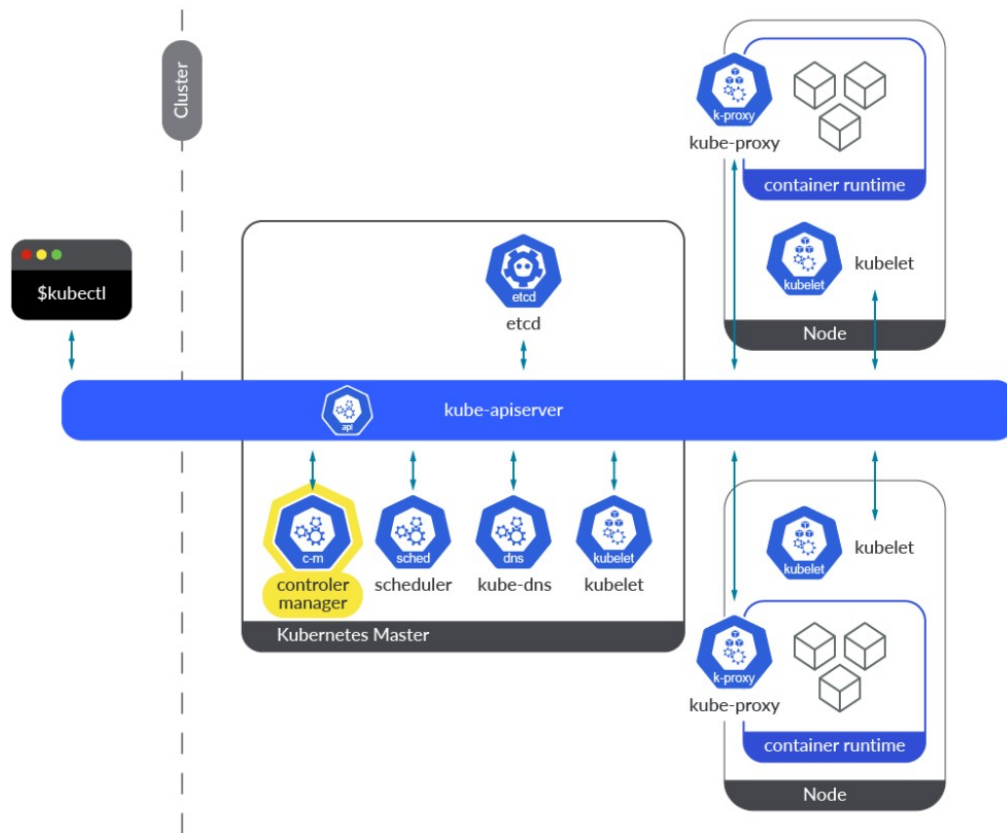 Cluster
$kubectl
k-proxy
kube-proxy
container runtime
kubelet
kubelet
Node
etcd
etcd
api
kube-apiserver
c-m
controler
manager
sched
scheduler
dns
kube-dns
kubelet
kubelet
Kubernetes Master
kubelet
kubelet
k-proxy
kube-proxy
container runtime
Node